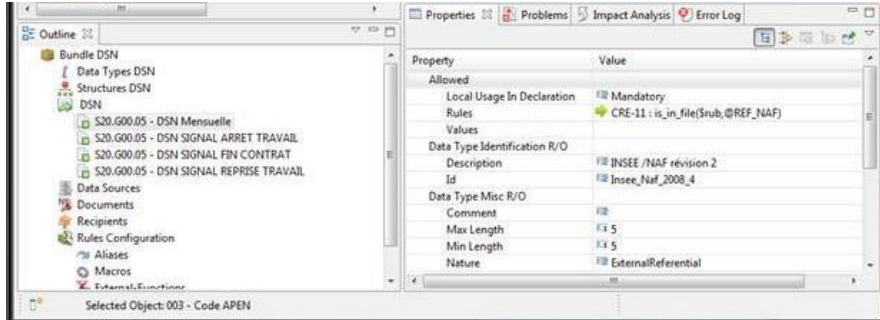 Outline
Bundle DSN
Data Types DSN
Structures DSN
DSN
S20.G00.05 - DSN Mensuelle
S20.G00.05 - DSN SIGNAL ARRET TRAVAIL
S20.G00.05 - DSN SIGNAL FIN CONTRAT
S20.G00.05 - DSN SIGNAL REPRISE TRAVAIL
Data Sources
Documents
Recipients
Rules Configuration
Aliases
Macros
External-Functions
Properties Problems Impact Analysis Error Log
Property Value
Allowed
Local Usage In Declaration Mandatory
Rules CRE-11 : is_in_file($rub,@REF_NAF)
Values
Data Type Identification R/O
Description INSEE /NAF révision 2
Id Insee_Naf_2008_4
Data Type Misc R/O
Comment
Max Length 5
Min Length 5
Nature ExternalReferential
Selected Object: 003 - Code APEN